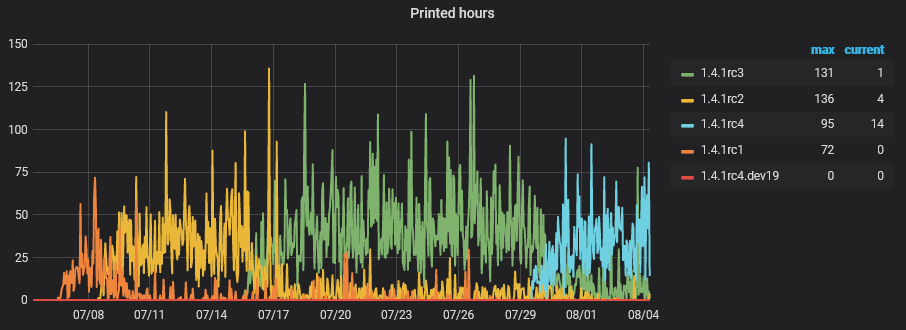 Printed hours
150
125
100
75
50
25
0
07/08 07/11 07/14 07/17 07/20 07/23 07/26 07/29 08/01 08/04
max current
1.4.1rc3 131 1
1.4.1rc2 136 4
1.4.1rc4 95 14
1.4.1rc1 72 0
1.4.1rc4.dev19 0 0